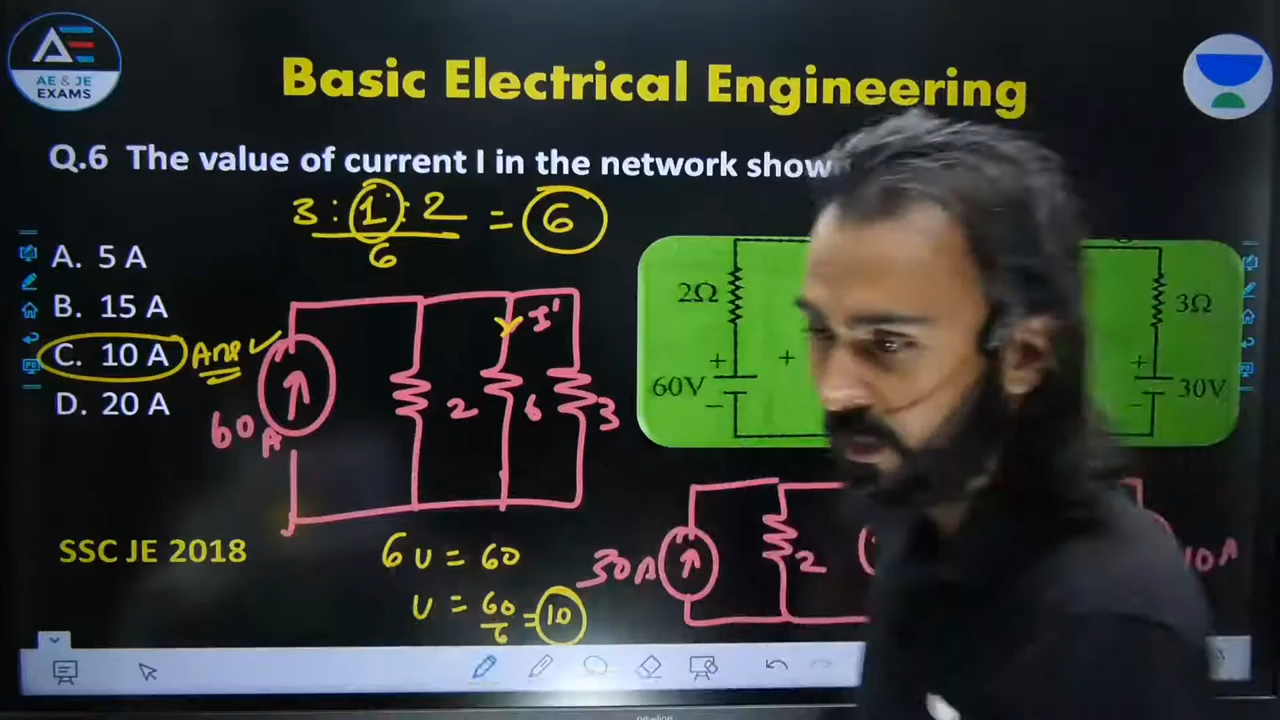 AE & JE
EXAMS
Basic Electrical Engineering
Q.6 The value of current I in the network show
3 : 1 : 2 = 6
6
A. 5 A
B. 15 A
C. 10 A Ans
D. 20 A
I'
60A
2
6
3
2Ω
3Ω
+
+
+
60V
30V
−
−
SSC JE 2018
6 u = 60
u = 60/6 = 10
30A
2
10A
newline